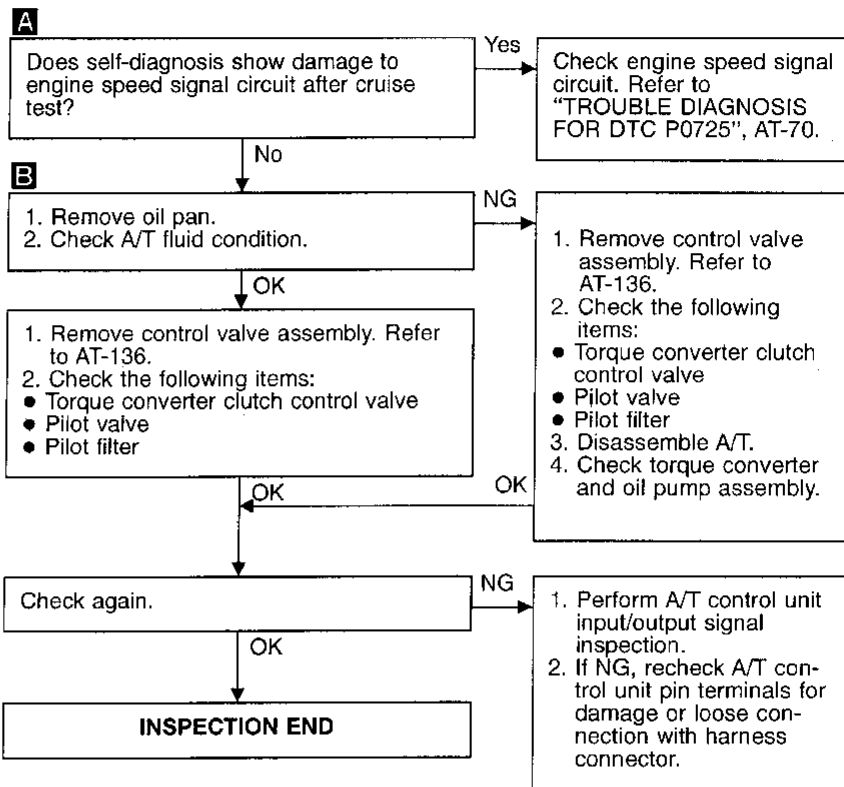 A
Does self-diagnosis show damage to
engine speed signal circuit after cruise
test?
Yes
Check engine speed signal
circuit. Refer to
“TROUBLE DIAGNOSIS
FOR DTC P0725”, AT-70.
No
B
1. Remove oil pan.
2. Check A/T fluid condition.
NG
OK
1. Remove control valve
assembly. Refer to
AT-136.
2. Check the following
items:
● Torque converter clutch
control valve
● Pilot valve
● Pilot filter
3. Disassemble A/T.
4. Check torque converter
and oil pump assembly.
1. Remove control valve assembly. Refer
to AT-136.
2. Check the following items:
● Torque converter clutch control valve
● Pilot valve
● Pilot filter
OK
OK
Check again.
NG
1. Perform A/T control unit
input/output signal
inspection.
2. If NG, recheck A/T con-
trol unit pin terminals for
damage or loose con-
nection with harness
connector.
OK
INSPECTION END